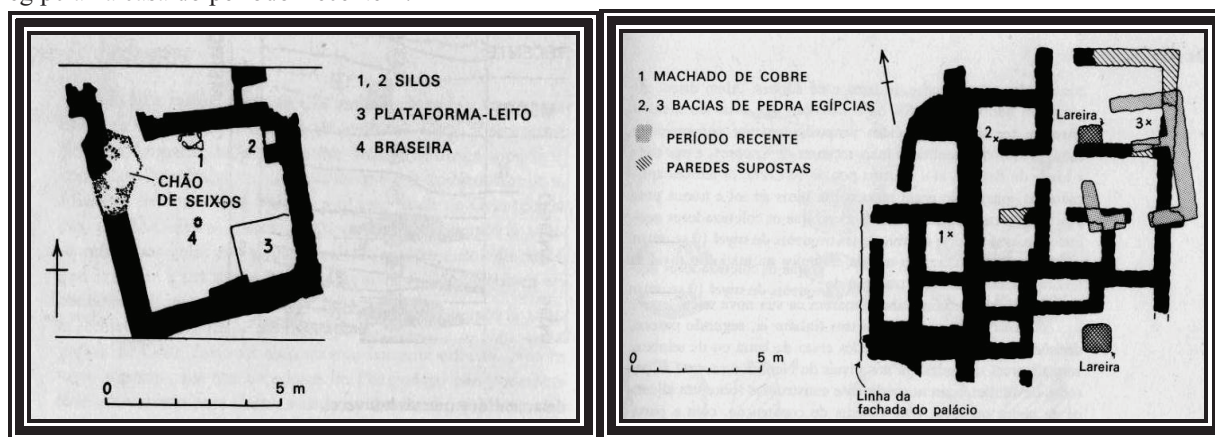 1, 2 SILOS
3 PLATAFORMA-LEITO
4 BRASEIRA
1
2
CHÃO
DE SEIXOS
4
3
0
5 m
1 MACHADO DE COBRE
2, 3 BACIAS DE PEDRA EGÍPCIAS
PERÍODO RECENTE
PAREDES SUPOSTAS
Lareira
3×
2
1×
0
5 m
Lareira
Linha da
fachada do palácio